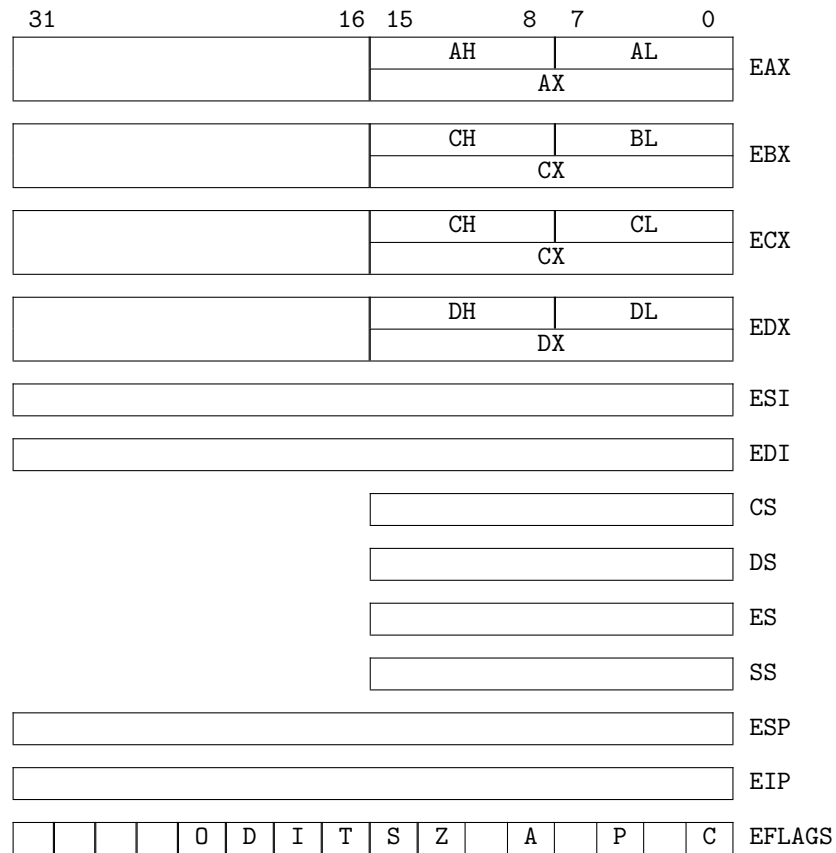 31 16 15 8 7 0
AH AL
EAX
AX
CH BL
EBX
CX
CH CL
ECX
CX
DH DL
EDX
DX
ESI
EDI
CS
DS
ES
SS
ESP
EIP
O D I T S Z A P C EFLAGS